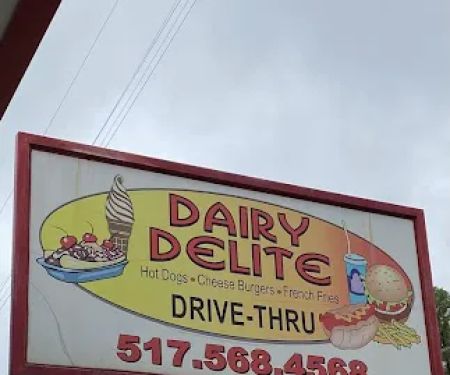 DAIRY
DELITE
Hot Dogs • Cheese Burgers • French Fries
DRIVE-THRU
517.568.4568